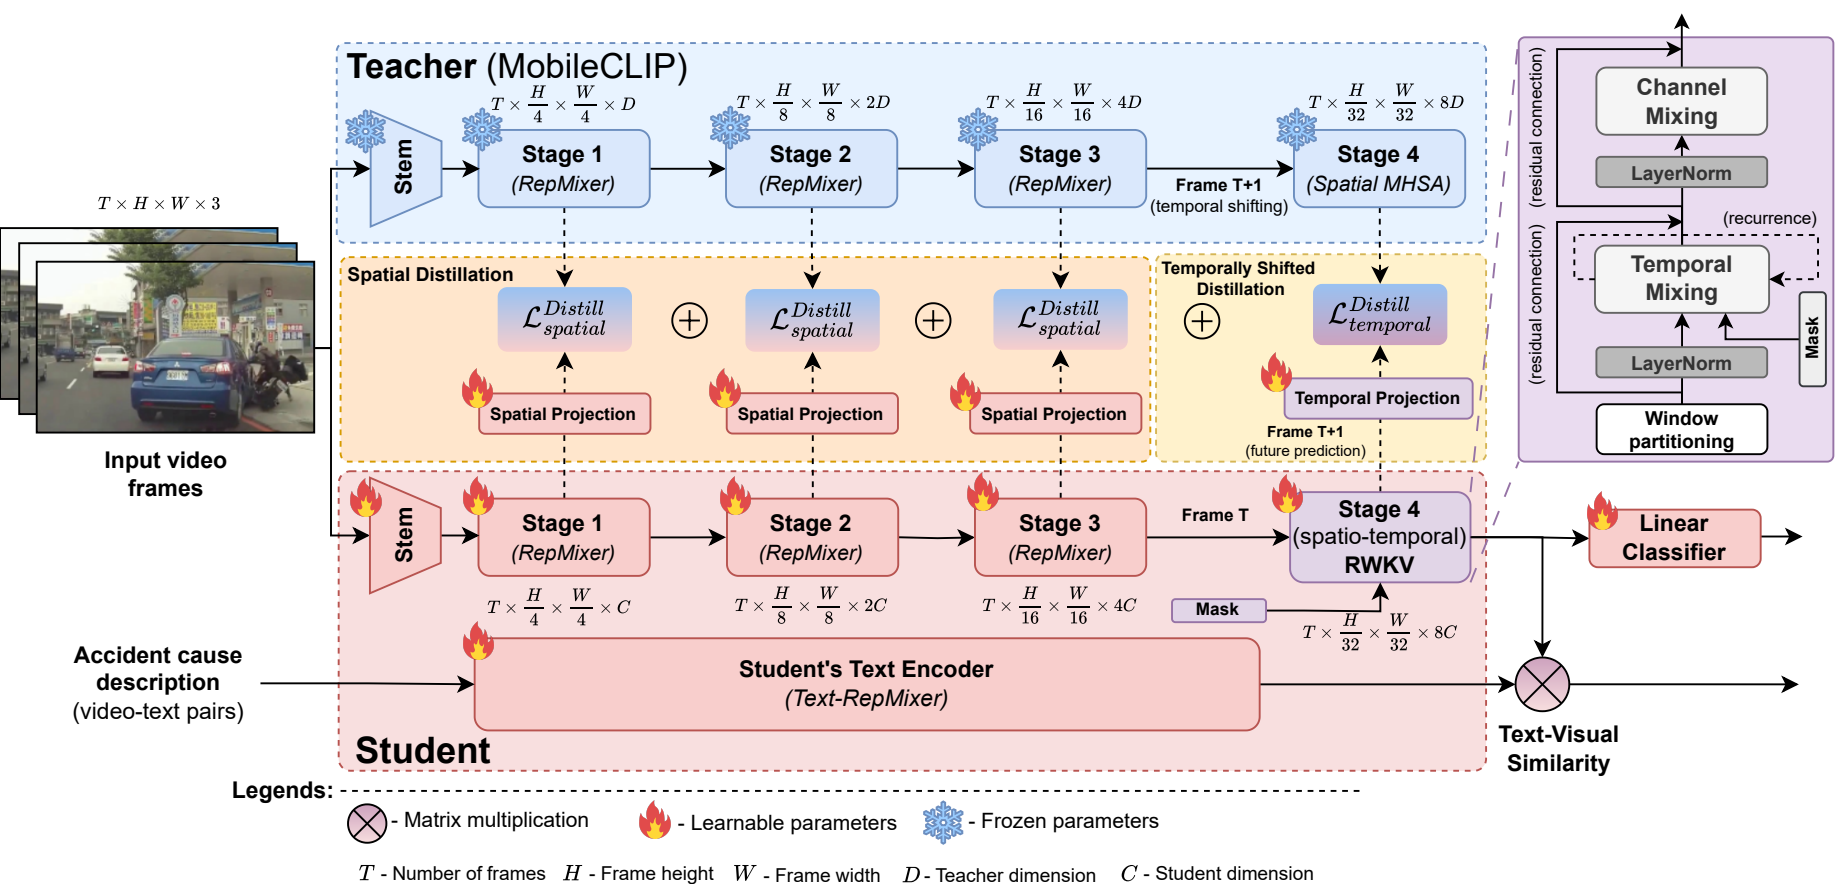 Teacher (MobileCLIP)
T × H/4 × W/4 × D
T × H/8 × W/8 × 2D
T × H/16 × W/16 × 4D
T × H/32 × W/32 × 8D
Stem
Stage 1
(RepMixer)
Stage 2
(RepMixer)
Stage 3
(RepMixer)
Frame T+1
(temporal shifting)
Stage 4
(Spatial MHSA)
T × H × W × 3
Input video
frames
Spatial Distillation
ℒ^{Distill}_{spatial}
ℒ^{Distill}_{spatial}
ℒ^{Distill}_{spatial}
Temporally Shifted
Distillation
ℒ^{Distill}_{temporal}
Spatial Projection
Spatial Projection
Spatial Projection
Temporal Projection
Frame T+1
(future prediction)
Stem
Stage 1
(RepMixer)
Stage 2
(RepMixer)
Stage 3
(RepMixer)
Frame T
Stage 4
(spatio-temporal)
RWKV
T × H/4 × W/4 × C
T × H/8 × W/8 × 2C
T × H/16 × W/16 × 4C
Mask
T × H/32 × W/32 × 8C
Accident cause
description
(video-text pairs)
Student's Text Encoder
(Text-RepMixer)
Student
Linear
Classifier
Text-Visual
Similarity
(residual connection)
Channel
Mixing
LayerNorm
(recurrence)
(residual connection)
Temporal
Mixing
Mask
LayerNorm
Window
partitioning
Legends:
- Matrix multiplication
- Learnable parameters
- Frozen parameters
T - Number of frames
H - Frame height
W - Frame width
D - Teacher dimension
C - Student dimension